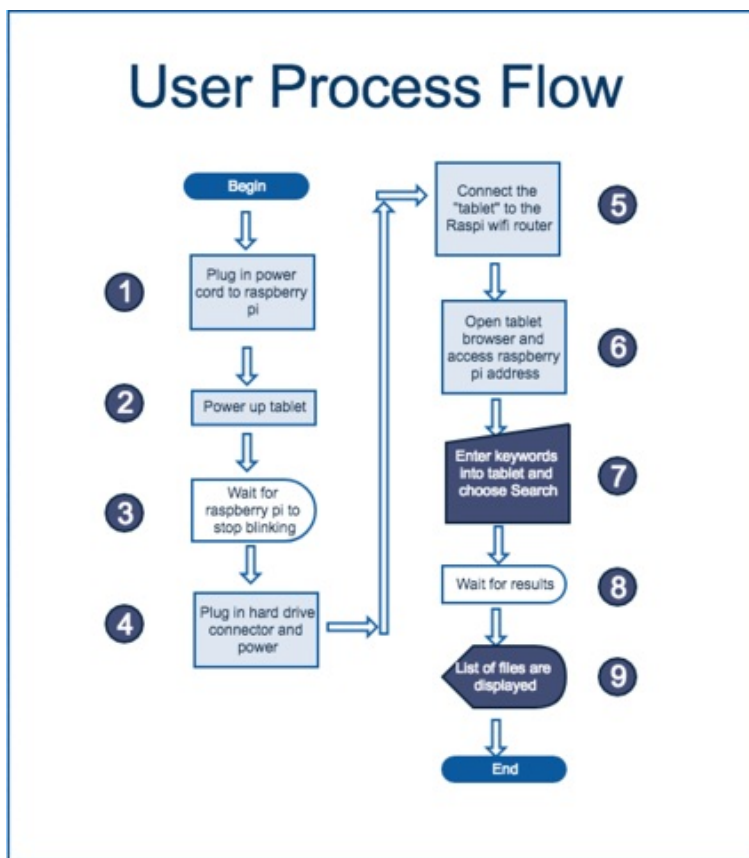 User Process Flow
Begin
1
Plug in power
cord to raspberry
pi
2
Power up tablet
3
Wait for
raspberry pi to
stop blinking
4
Plug in hard drive
connector and
power
5
Connect the
"tablet" to the
Raspi wifi router
6
Open tablet
browser and
access raspberry
pi address
7
Enter keywords
into tablet and
choose Search
8
Wait for results
9
List of files are
displayed
End